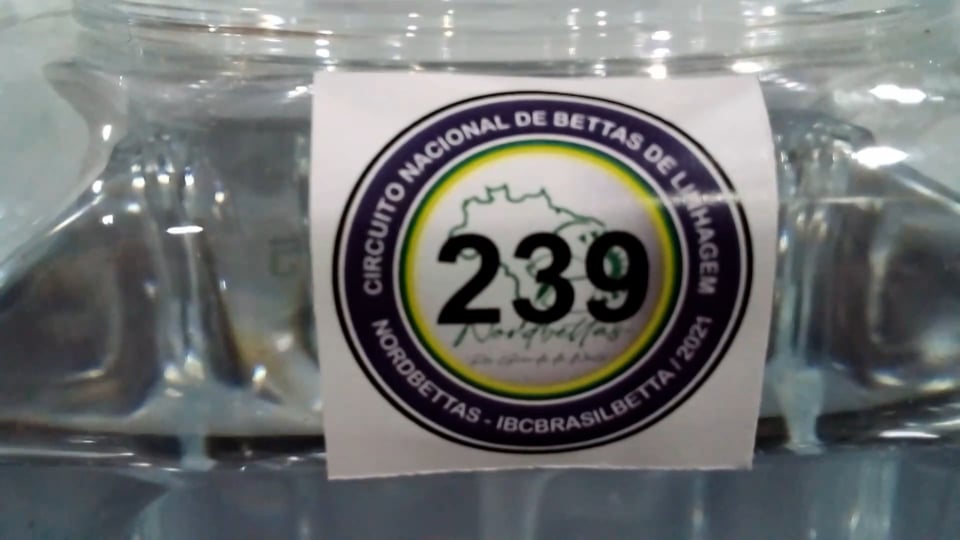 CIRCUITO NACIONAL DE BETTAS DE LINHAGEM
239
Nordbettas
NORDBETTAS - IBCBRASILBETTA / 2021